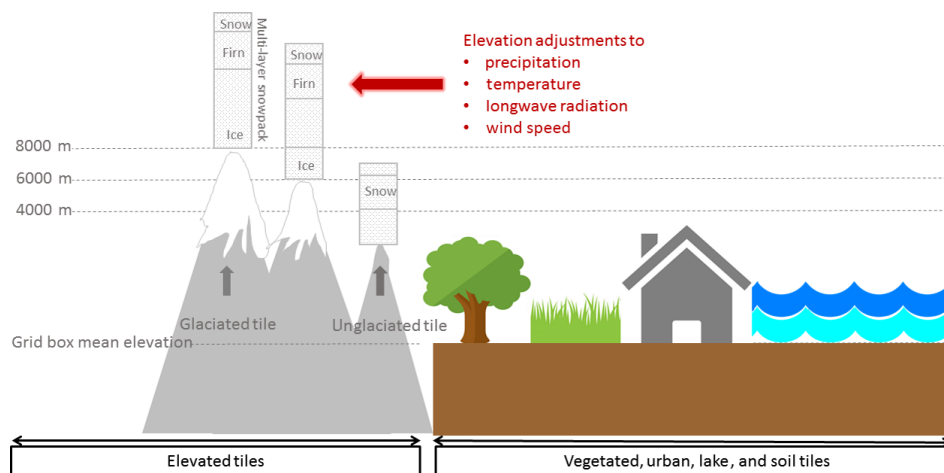 Snow
Firn
Ice
Multi-layer snowpack
Snow
Firn
Ice
Snow
Elevation adjustments to
• precipitation
• temperature
• longwave radiation
• wind speed
8000 m
6000 m
4000 m
Glaciated tile
Unglaciated tile
Grid box mean elevation
Elevated tiles
Vegetated, urban, lake, and soil tiles